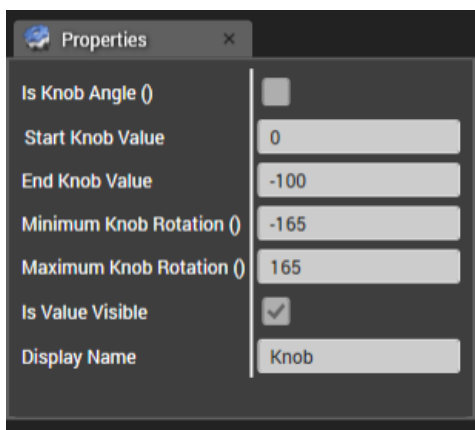 Properties ×
Is Knob Angle ()
Start Knob Value 0
End Knob Value -100
Minimum Knob Rotation () -165
Maximum Knob Rotation () 165
Is Value Visible
Display Name Knob